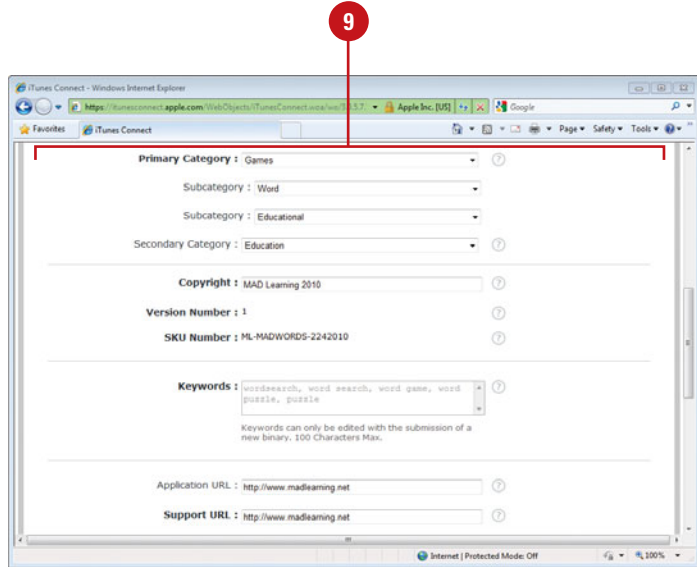 9
iTunes Connect - Windows Internet Explorer
https://itunesconnect.apple.com/WebObjects/iTunesConnect.woa/wo/ Apple Inc. [US] Google
Favorites iTunes Connect Page Safety Tools
Primary Category : Games
Subcategory : Word
Subcategory : Educational
Secondary Category : Education
Copyright : MAD Learning 2010
Version Number : 1
SKU Number : ML-MADWORDS-2242010
Keywords : wordsearch, word search, word game, word
puzzle, puzzle
Keywords can only be edited with the submission of a
new binary. 100 Characters Max.
Application URL : http://www.madlearning.net
Support URL : http://www.madlearning.net
Internet | Protected Mode: Off 100%